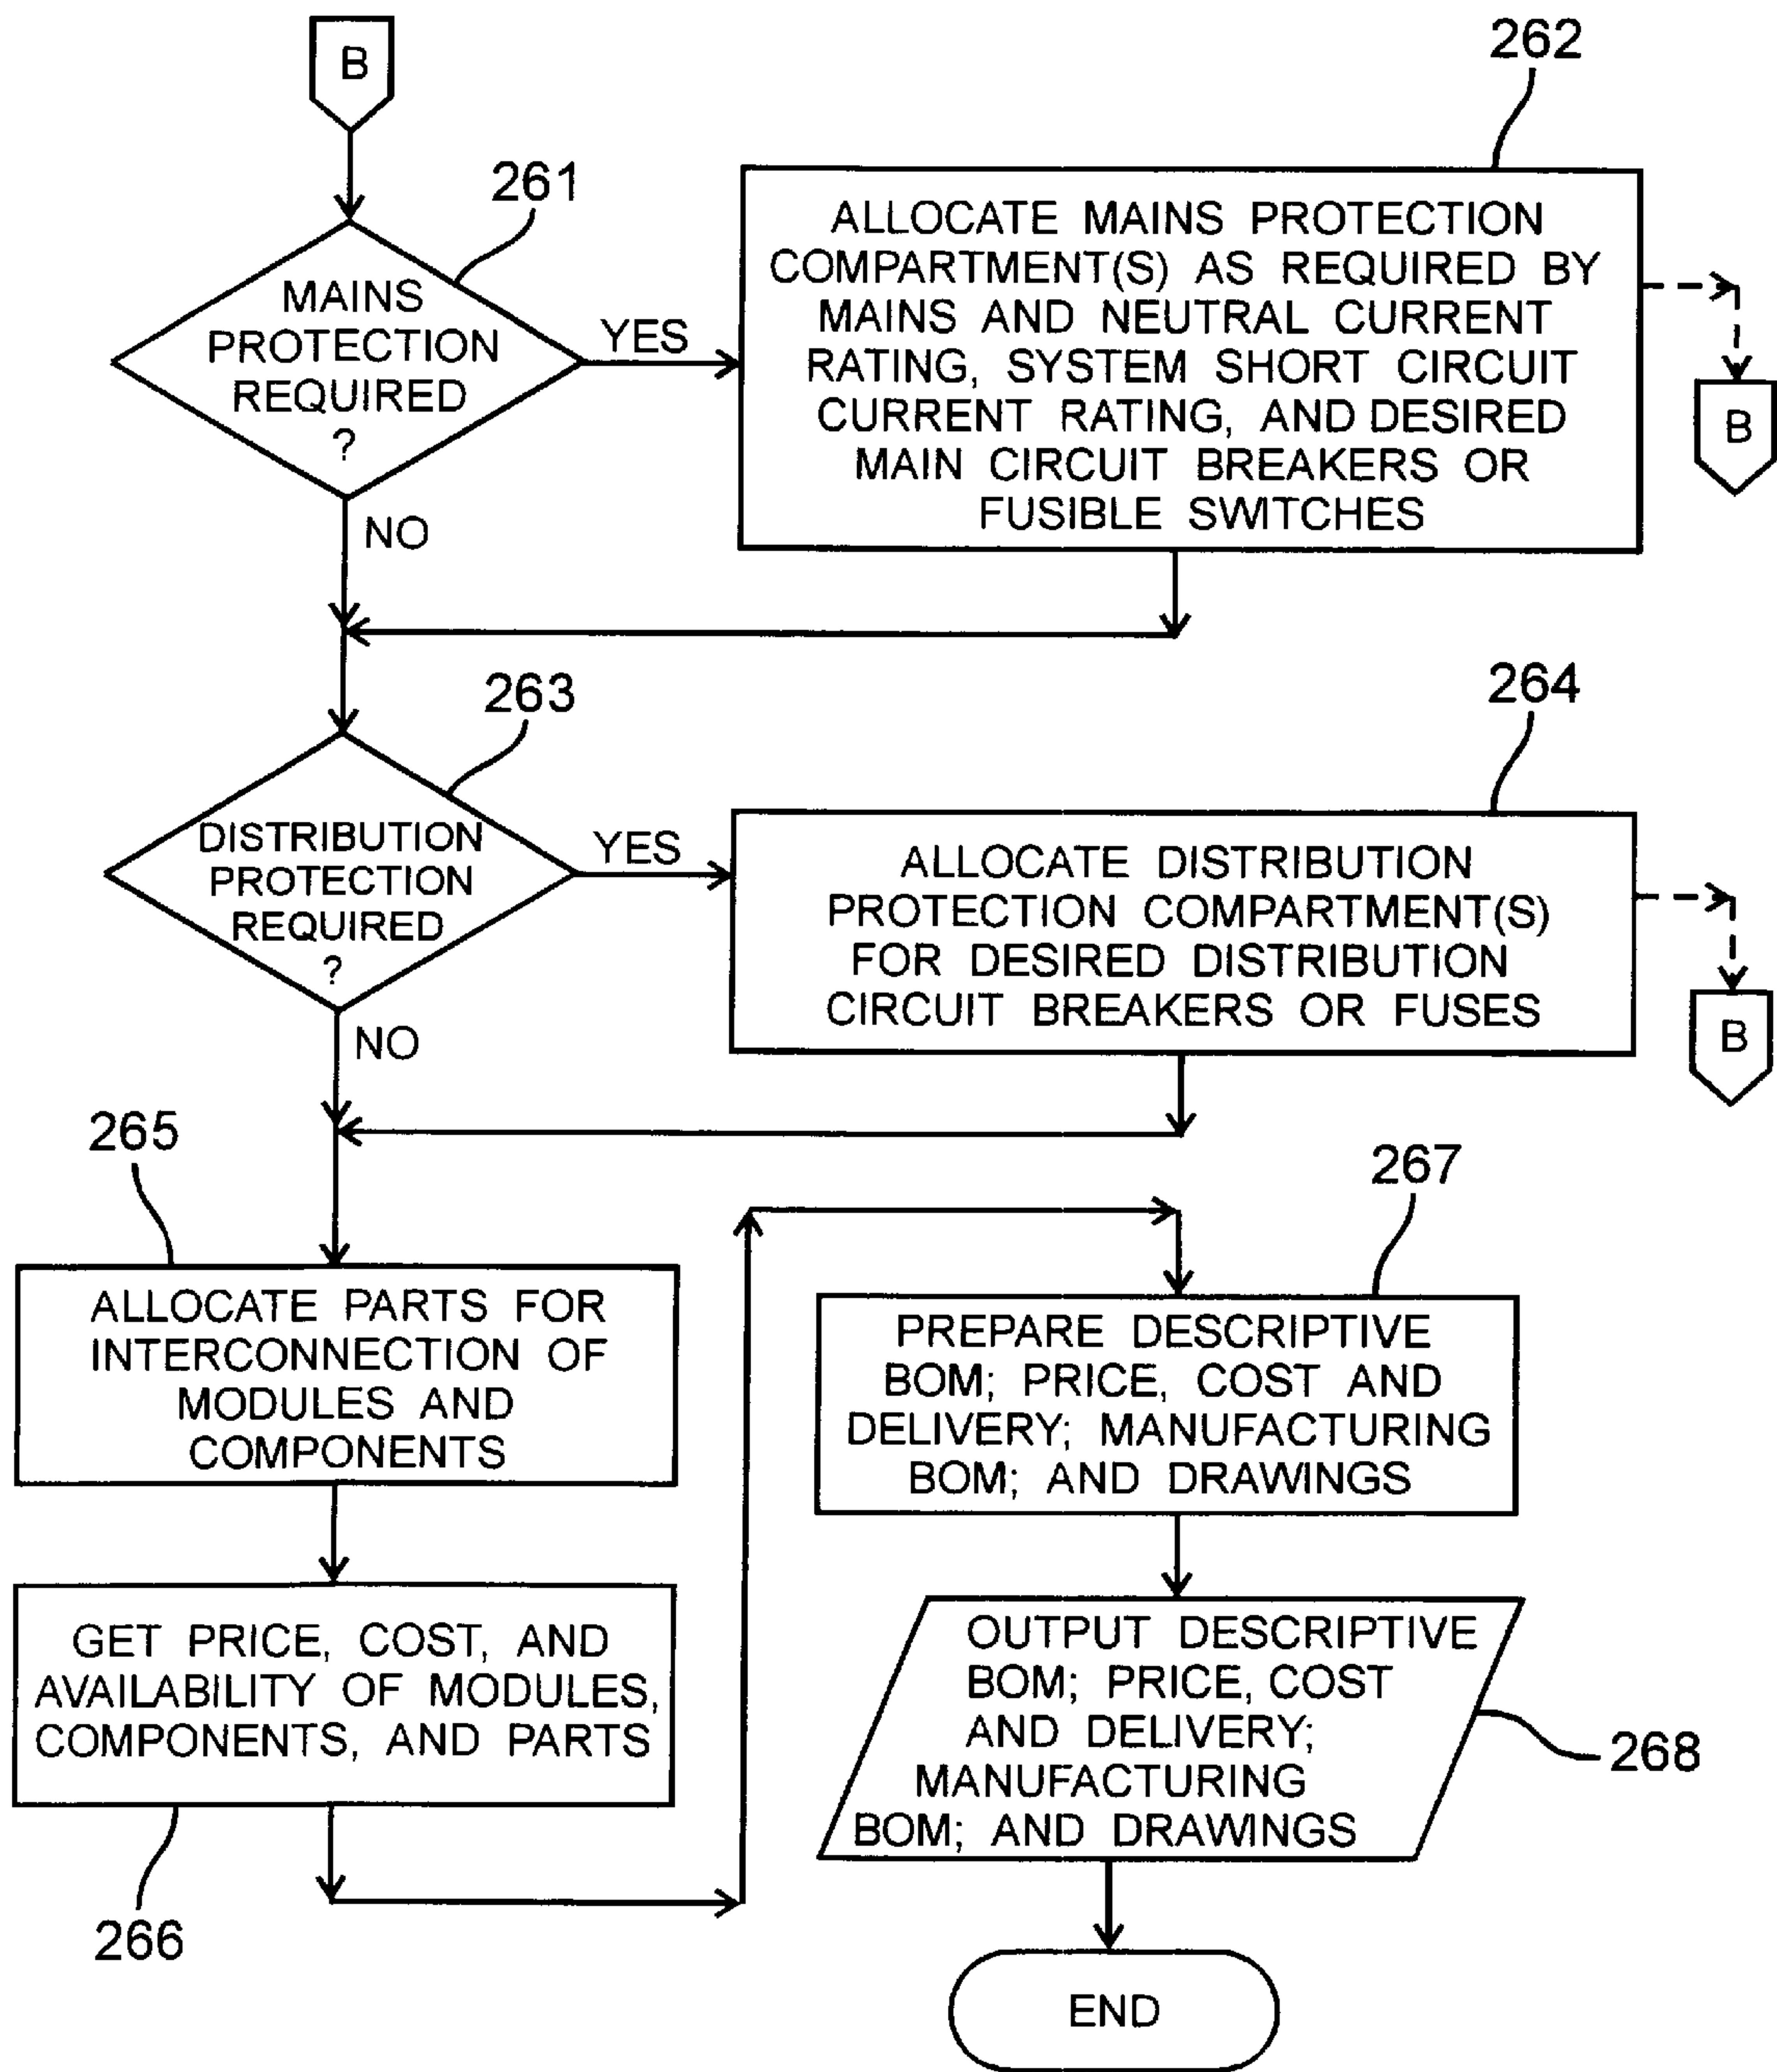 B
262
261
ALLOCATE MAINS PROTECTION
COMPARTMENT(S) AS REQUIRED BY
MAINS AND NEUTRAL CURRENT
RATING, SYSTEM SHORT CIRCUIT
CURRENT RATING, AND DESIRED
MAIN CIRCUIT BREAKERS OR
FUSIBLE SWITCHES
MAINS
PROTECTION
REQUIRED
?
YES
B
NO
263
264
DISTRIBUTION
PROTECTION
REQUIRED
?
YES
ALLOCATE DISTRIBUTION
PROTECTION COMPARTMENT(S)
FOR DESIRED DISTRIBUTION
CIRCUIT BREAKERS OR FUSES
B
NO
265
267
ALLOCATE PARTS FOR
INTERCONNECTION OF
MODULES AND
COMPONENTS
PREPARE DESCRIPTIVE
BOM; PRICE, COST AND
DELIVERY; MANUFACTURING
BOM; AND DRAWINGS
GET PRICE, COST, AND
AVAILABILITY OF MODULES,
COMPONENTS, AND PARTS
266
OUTPUT DESCRIPTIVE
BOM; PRICE, COST
AND DELIVERY;
MANUFACTURING
BOM; AND DRAWINGS
268
END